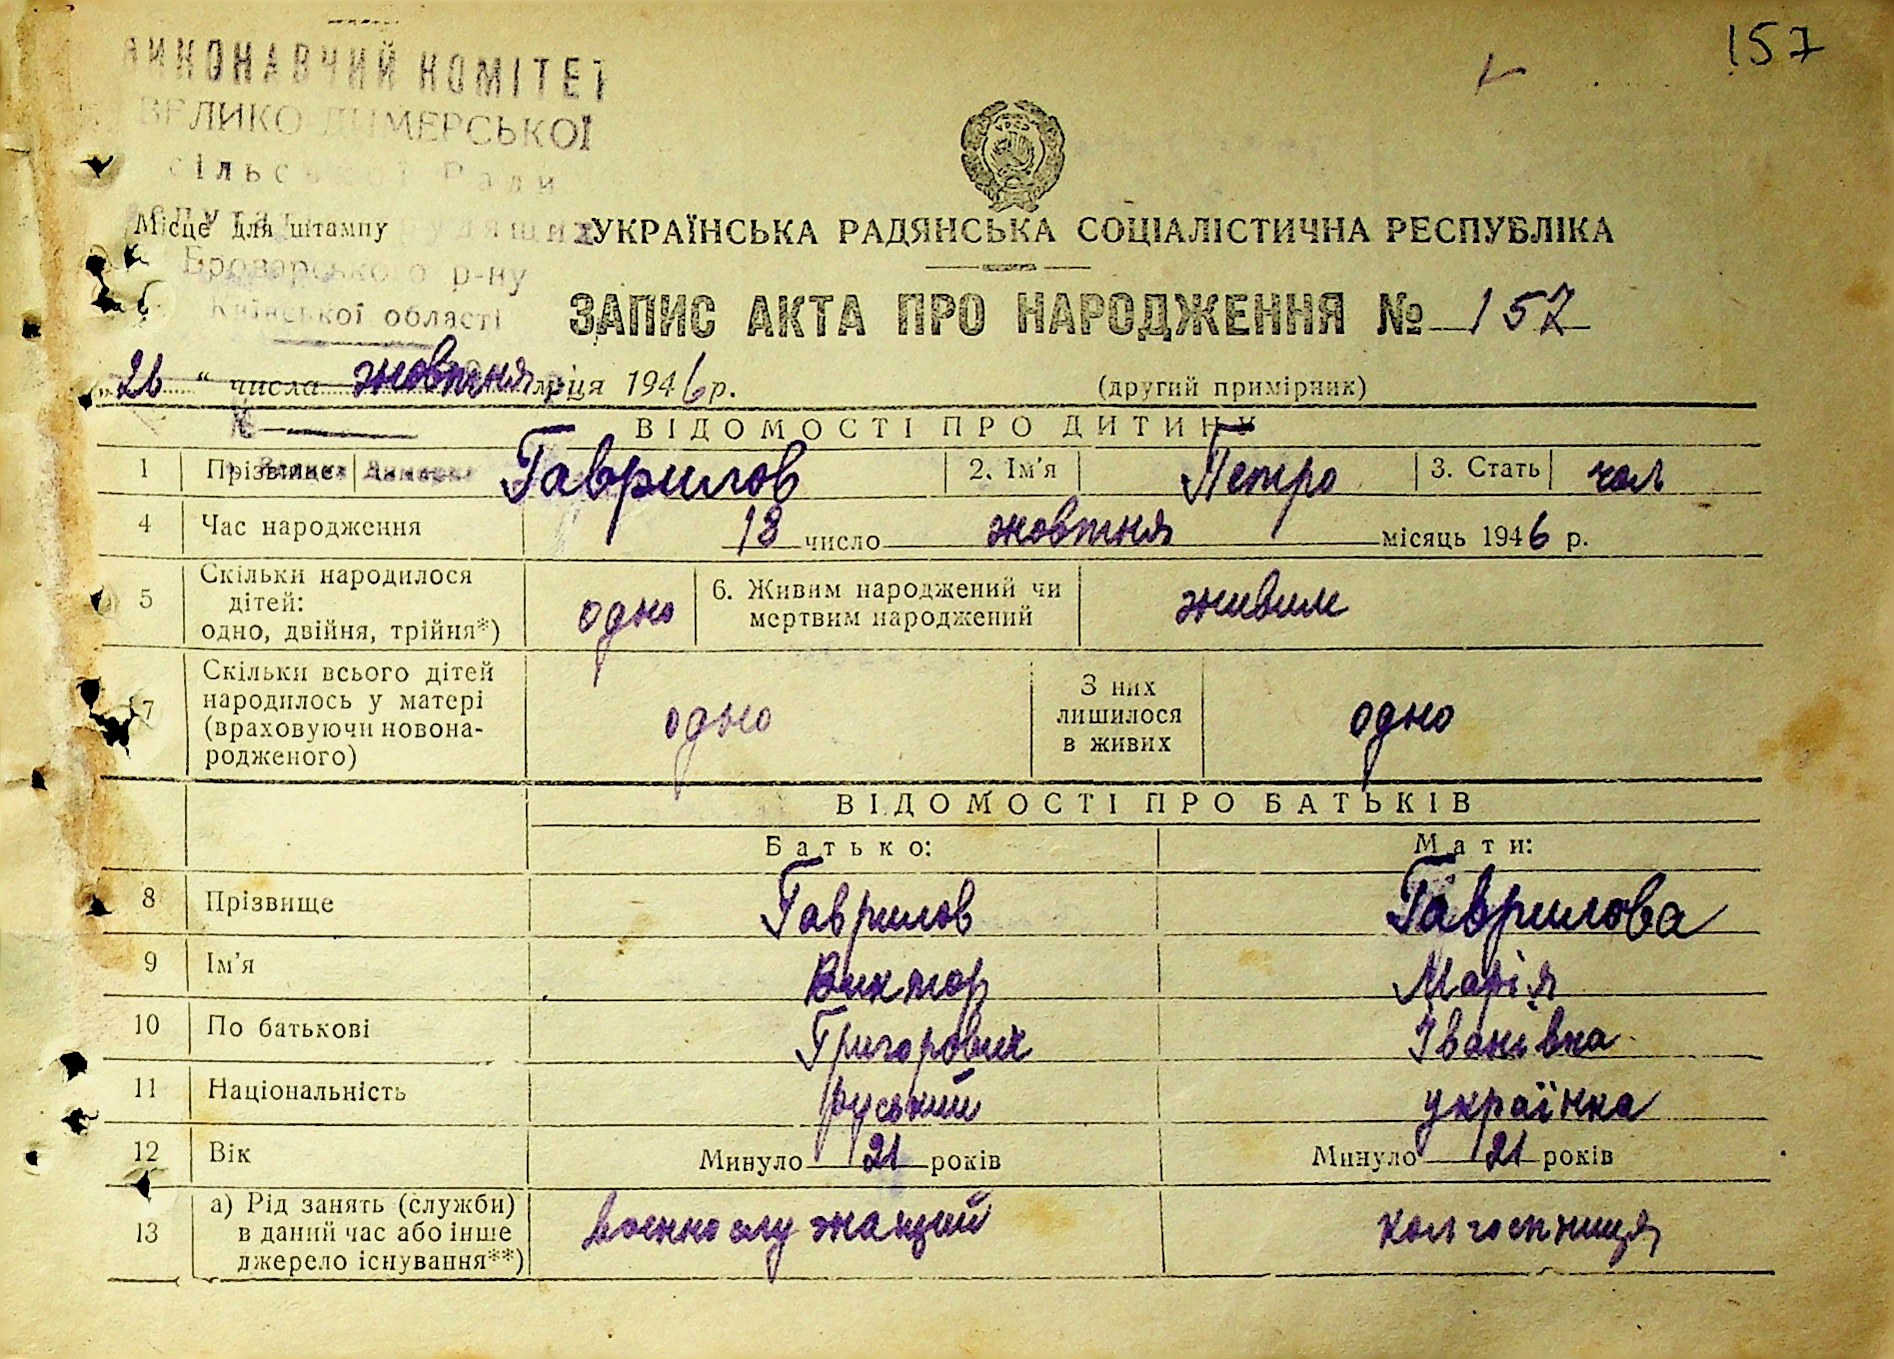 157
ВИКОНАВЧИЙ КОМІТЕТ
ВЕЛИКО ДИМЕРСЬКОЇ
сільської Ради
Місце для штампу
УКРАЇНСЬКА РАДЯНСЬКА СОЦІАЛІСТИЧНА РЕСПУБЛІКА
Броварського р-ну
Київської області
ЗАПИС АКТА ПРО НАРОДЖЕННЯ № 157
„26“ числа жовтня м-ця 1946 р. (другий примірник)
ВІДОМОСТІ ПРО ДИТИНУ
1 Прізвище Гаврилов 2. Ім'я Петро 3. Стать чол
4 Час народження 18 число жовтня місяць 1946 р.
5 Скільки народилося дітей: одно, двійня, трійня*) одно 6. Живим народжений чи мертвим народжений живим
7 Скільки всього дітей народилось у матері (враховуючи новонародженого) одно З них лишилося в живих одно
ВІДОМОСТІ ПРО БАТЬКІВ
Батько: Мати:
8 Прізвище Гаврилов Гаврилова
9 Ім'я Виктор Марія
10 По батькові Григорович Іванівна
11 Національність руський українка
12 Вік Минуло 21 років Минуло 21 років
13 а) Рід занять (служби) в даний час або інше джерело існування**) военнослужащий колгоспниця